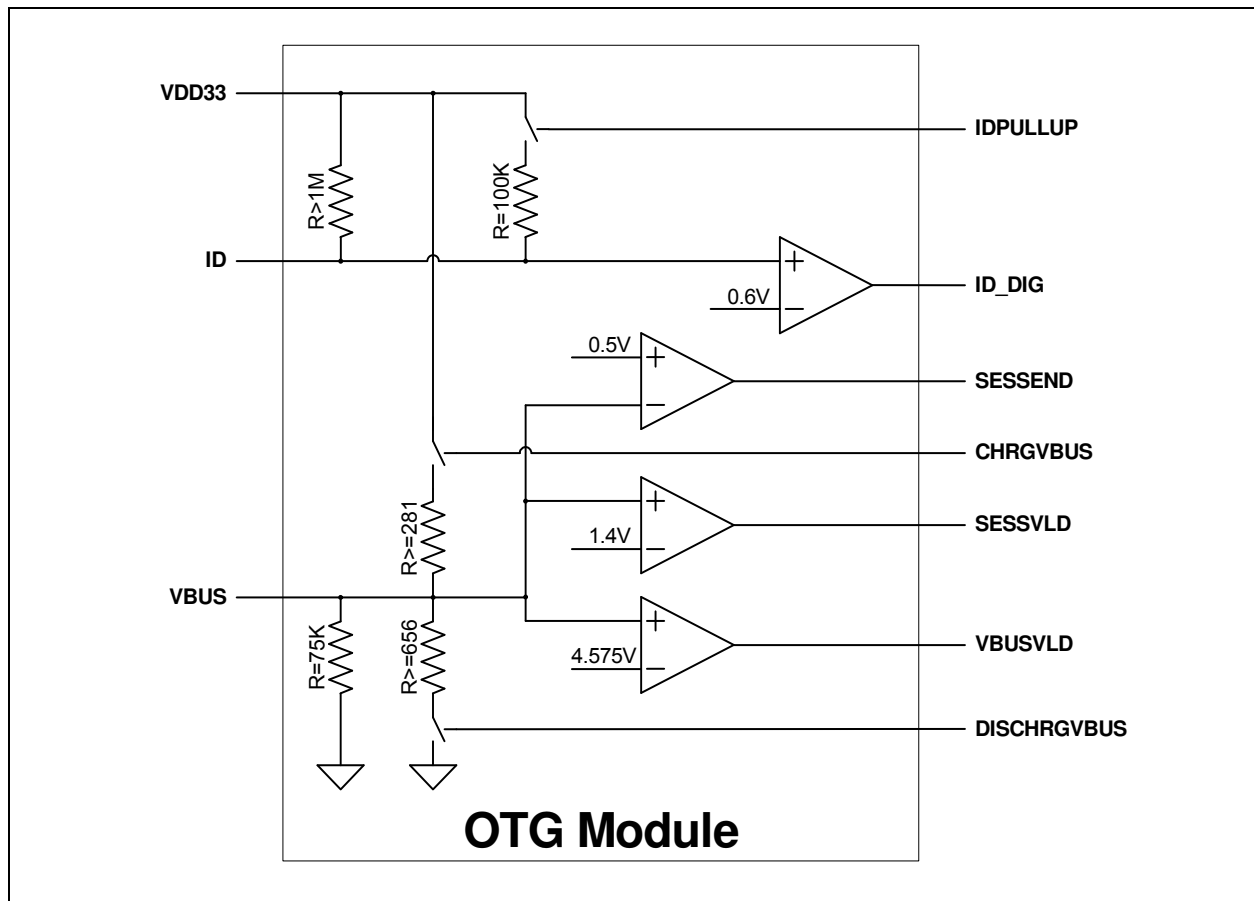 VDD33
IDPULLUP
R>1M
R=100K
ID
+
ID_DIG
0.6V
−
0.5V
+
SESSEND
−
CHRGVBUS
R>=281
+
SESSVLD
1.4V
−
VBUS
R=75K
R>=656
+
VBUSVLD
4.575V
−
DISCHRGVBUS
OTG Module